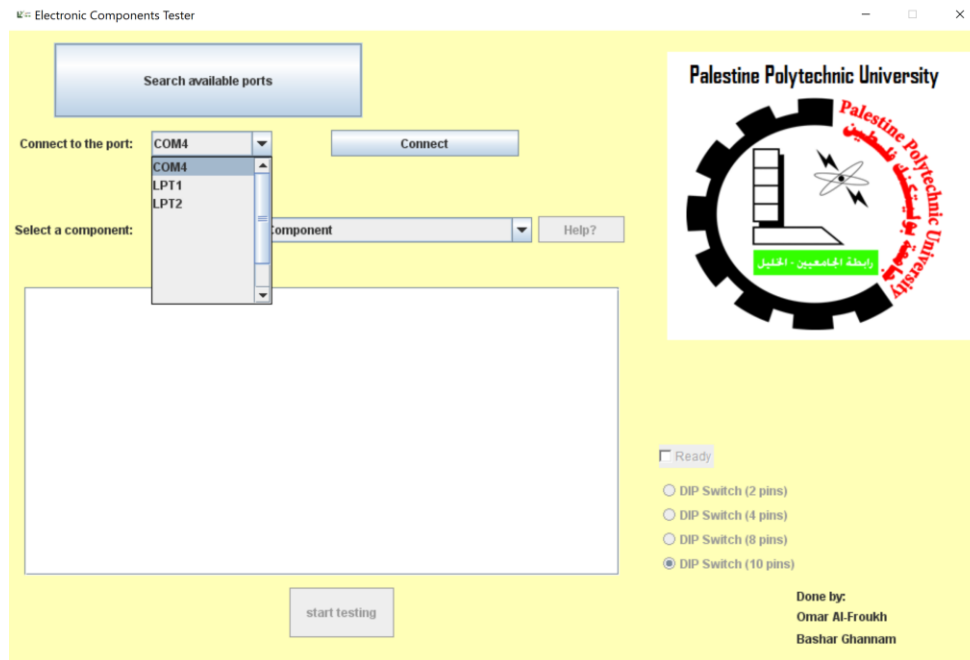 Electronic Components Tester
Search available ports
Palestine Polytechnic University
Connect to the port:
COM4
Connect
COM4
LPT1
LPT2
Select a component:
Component
Help?
Palestine Polytechnic University
جامعة بوليتكنك فلسطين
رابطة الجامعيين - الخليل
Ready
DIP Switch (2 pins)
DIP Switch (4 pins)
DIP Switch (8 pins)
DIP Switch (10 pins)
start testing
Done by:
Omar Al-Froukh
Bashar Ghannam